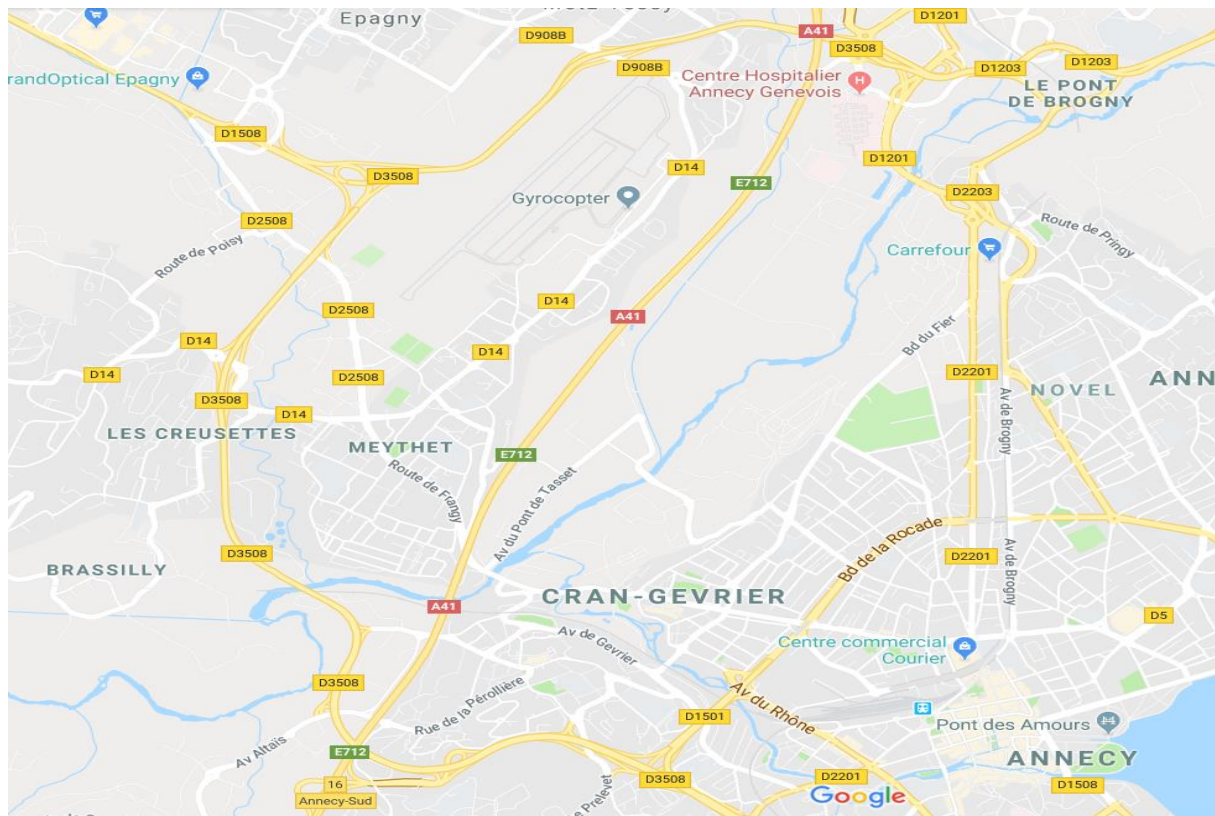 Epagny
D908B
A41
D1201
D3508
D908B
Centre Hospitalier
Annecy Genevois
H
D1203
D1203
LE PONT
DE BROGNY
GrandOptical Epagny
D1508
D3508
D14
E712
D1201
D2203
Gyrocopter
D2508
Route de Poisy
Route de Pringy
Carrefour
D2508
D14
A41
Bd du Fier
D14
D14
D14
D2508
D2201
NOVEL
ANN
D3508
D14
Av de Brogny
LES CREUSETTES
MEYTHET
E712
Route de Frangy
Av du Pont de Tasset
Bd de la Rocade
D3508
D2201
Av de Brogny
BRASSILLY
CRAN-GEVRIER
A41
D5
Av de Gevrier
Centre commercial
Courier
D3508
Rue de la Pérollière
Av du Rhône
D1501
Pont des Amours
Av Altaïs
E712
ANNECY
16
Annecy-Sud
D3508
D2201
D1508
Prelevet
Google